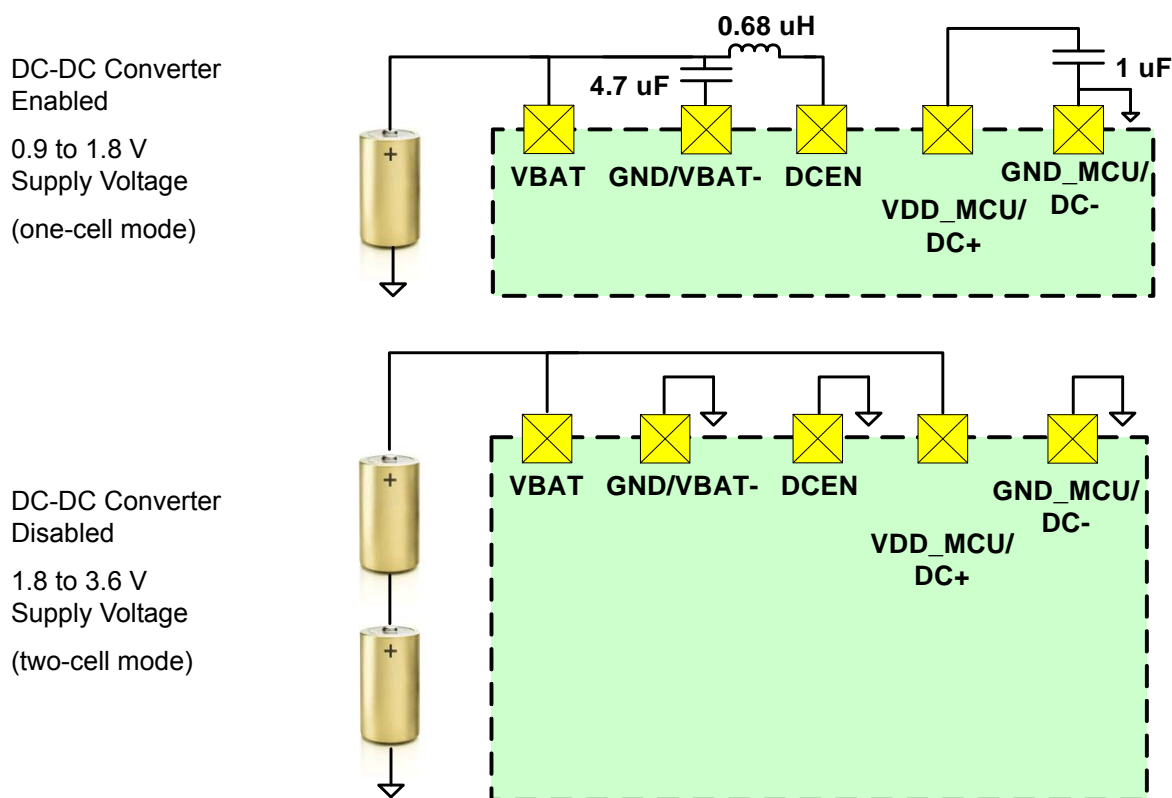 DC-DC Converter
Enabled
0.9 to 1.8 V
Supply Voltage
(one-cell mode)
0.68 uH
4.7 uF
1 uF
+
VBAT
GND/VBAT-
DCEN
VDD_MCU/
DC+
GND_MCU/
DC-
DC-DC Converter
Disabled
1.8 to 3.6 V
Supply Voltage
(two-cell mode)
+
+
VBAT
GND/VBAT-
DCEN
VDD_MCU/
DC+
GND_MCU/
DC-